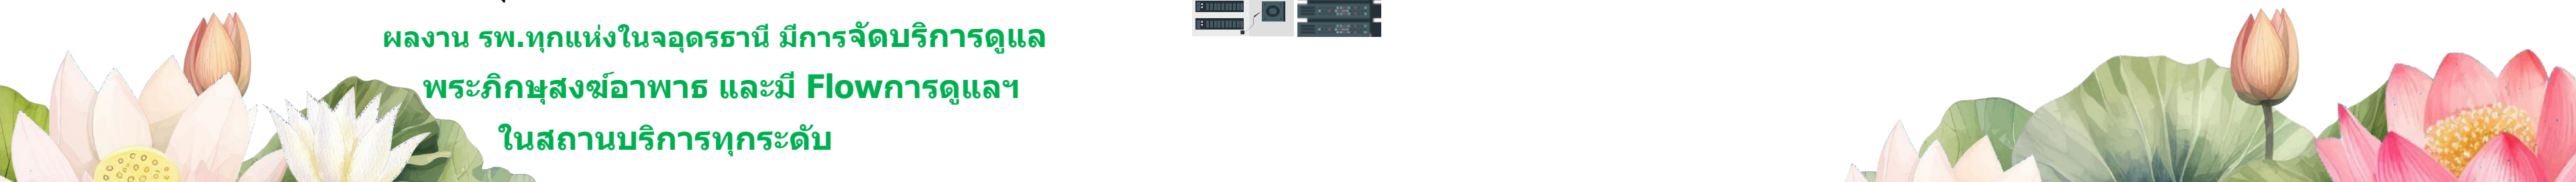 ผลงาน รพ.ทุกแห่งในจอุดรธานี มีการจัดบริการดูแล
พระภิกษุสงฆ์อาพาธ และมี Flowการดูแลฯ
ในสถานบริการทุกระดับ